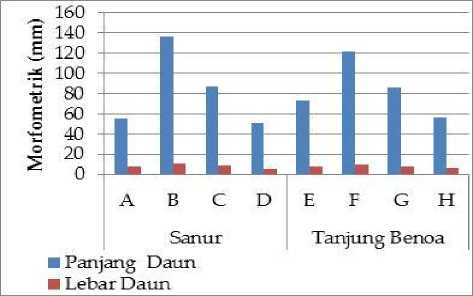 Morfometrik (mm)
160
140
120
100
80
60
40
20
0
A B C D E F G H
Sanur Tanjung Benoa
Panjang Daun
Lebar Daun